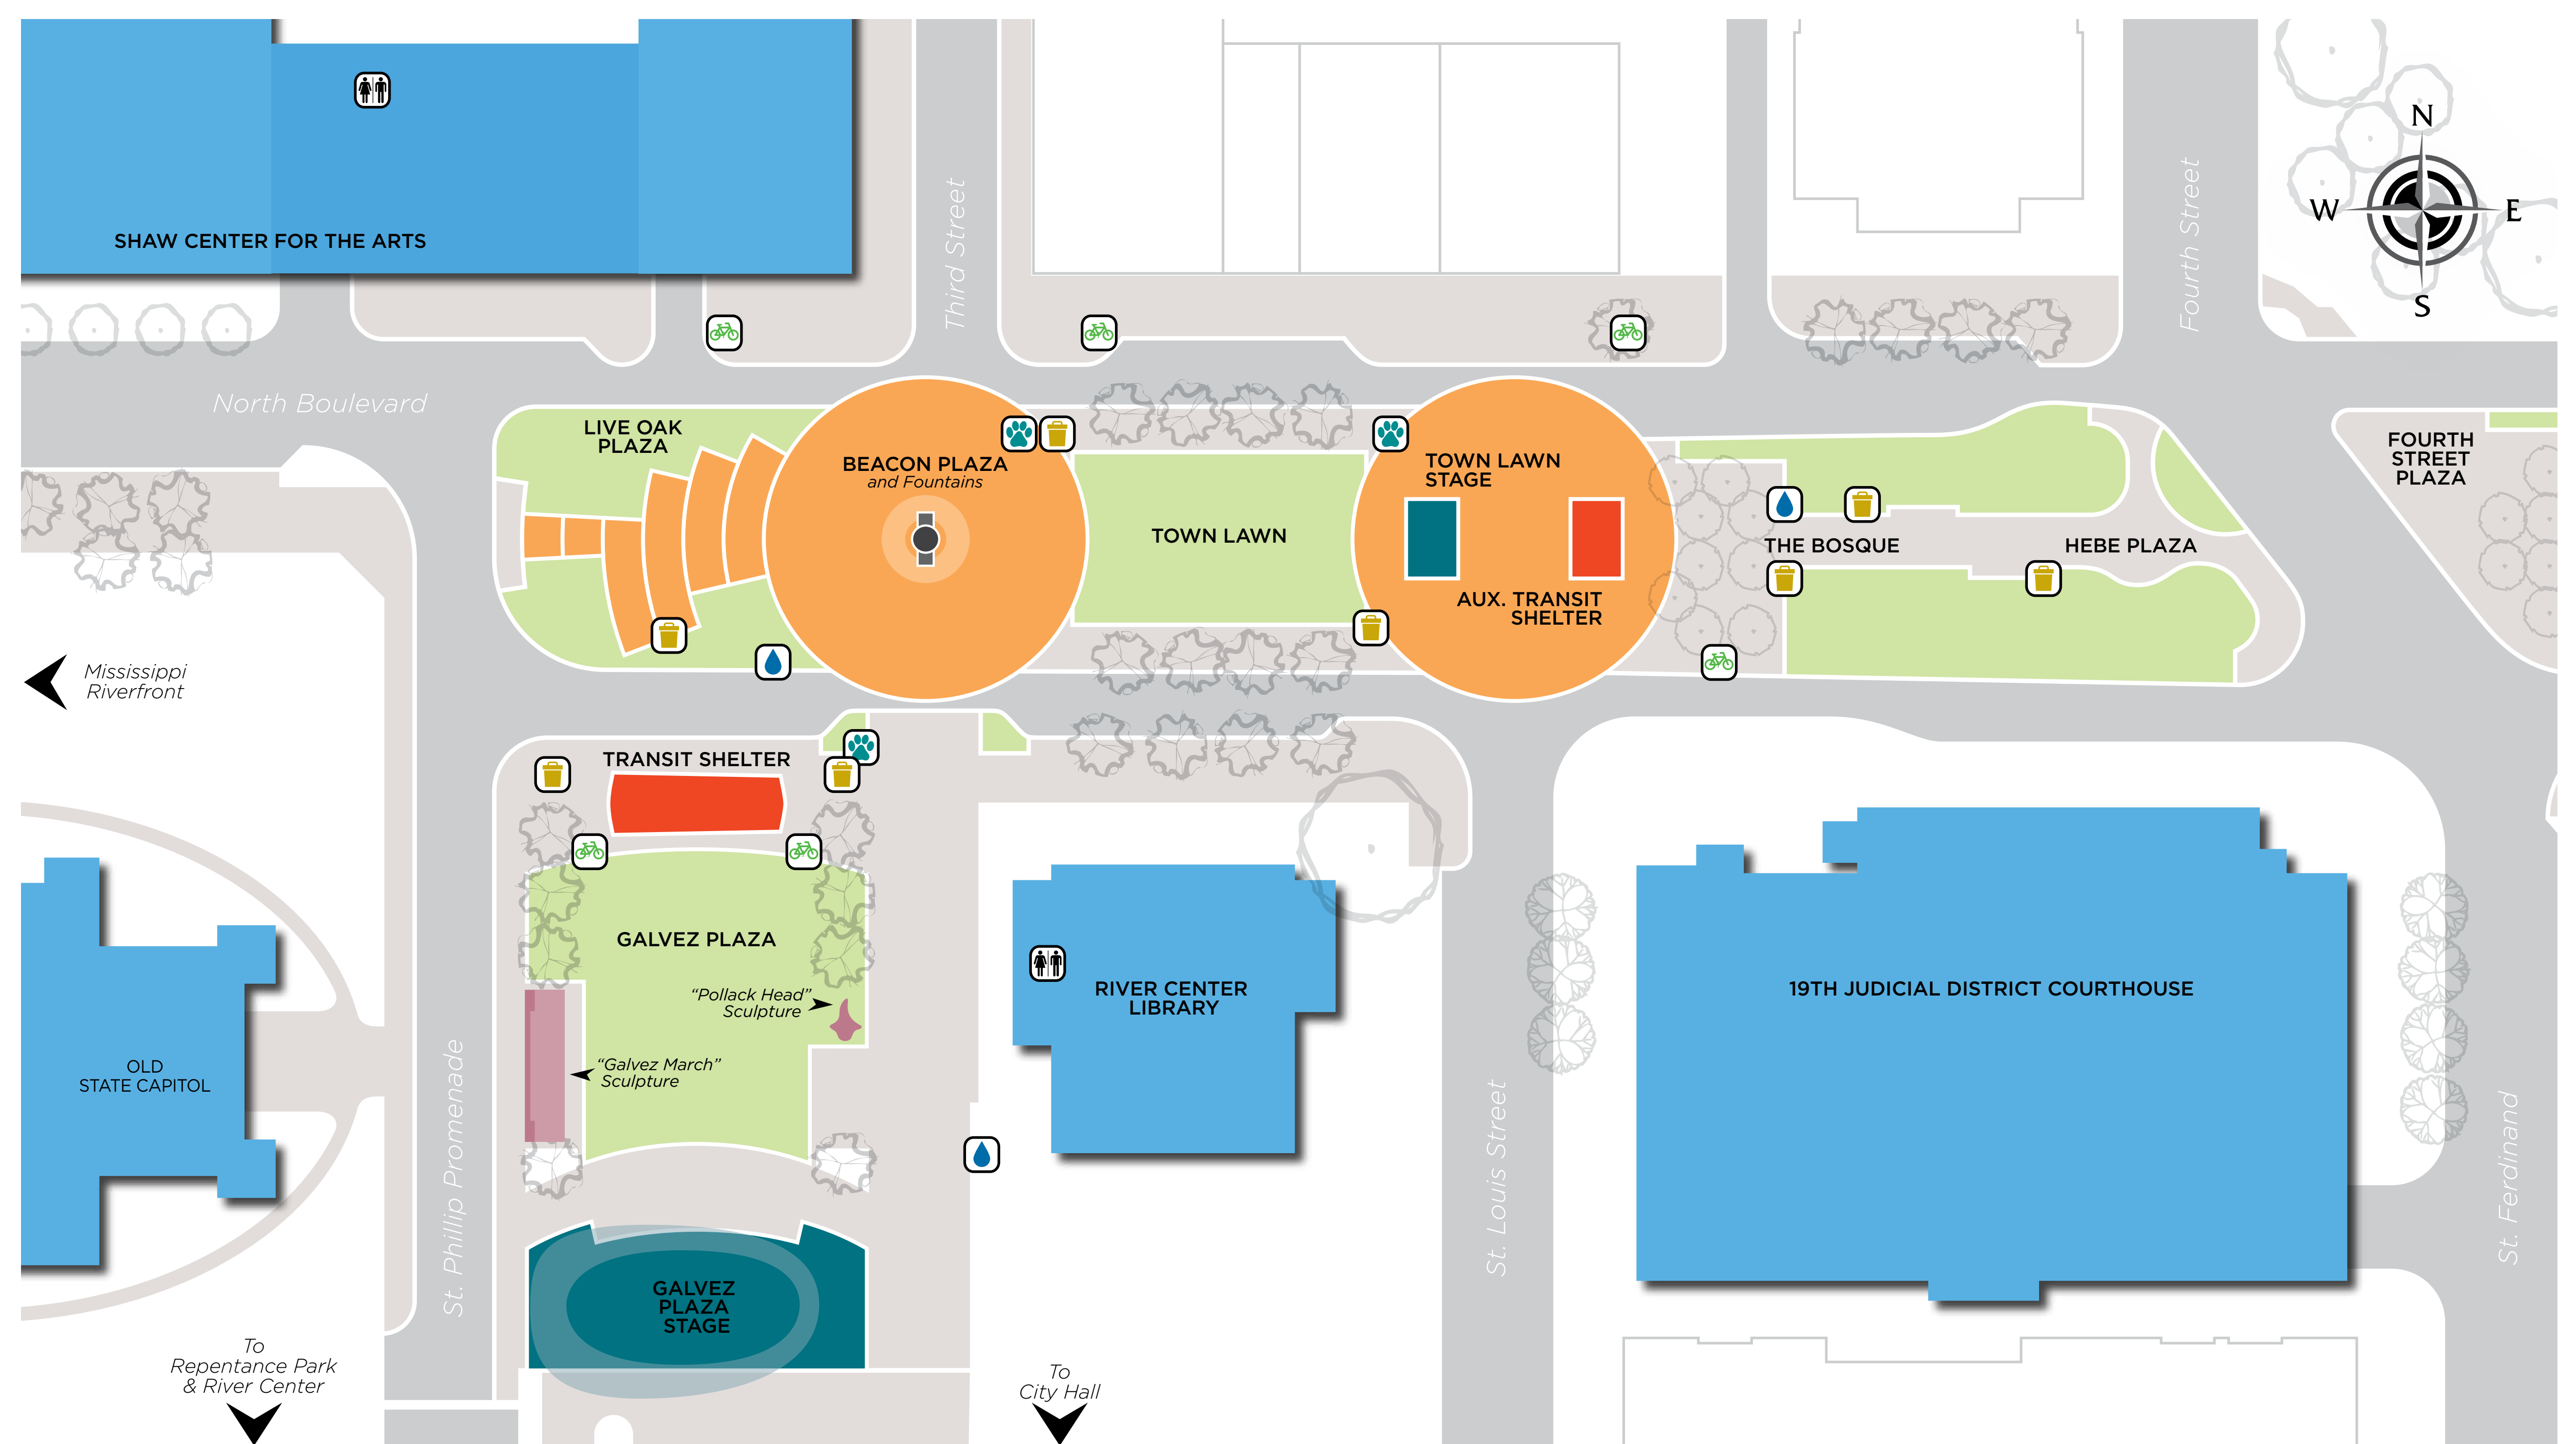 SHAW CENTER FOR THE ARTS
Third Street
Fourth Street
N
W
E
S
North Boulevard
LIVE OAK
PLAZA
BEACON PLAZA
and Fountains
TOWN LAWN
TOWN LAWN
STAGE
AUX. TRANSIT
SHELTER
THE BOSQUE
HEBE PLAZA
FOURTH
STREET
PLAZA
Mississippi
Riverfront
TRANSIT SHELTER
GALVEZ PLAZA
“Pollack Head”
Sculpture
“Galvez March”
Sculpture
RIVER CENTER
LIBRARY
19TH JUDICIAL DISTRICT COURTHOUSE
OLD
STATE CAPITOL
St. Phillip Promenade
St. Louis Street
St. Ferdinand
GALVEZ
PLAZA
STAGE
To
Repentance Park
& River Center
To
City Hall